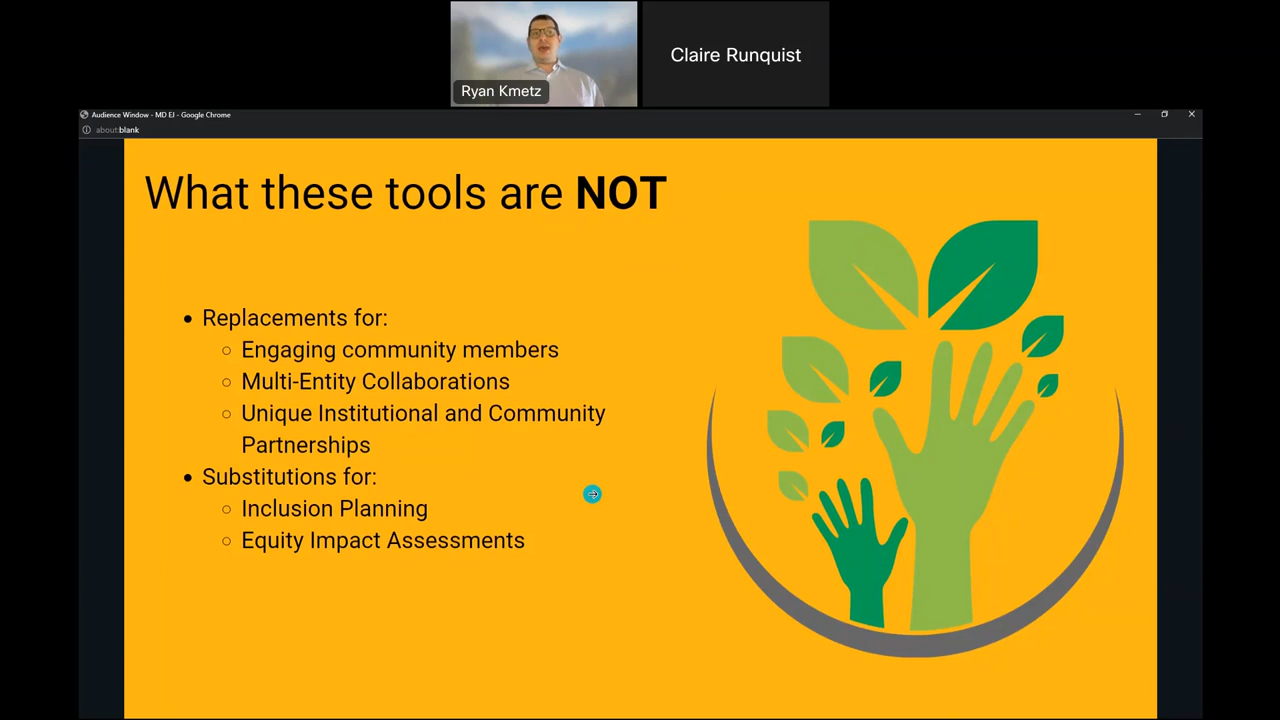 Ryan Kmetz
Claire Runquist
Audience Window - MD EJ - Google Chrome
about:blank
What these tools are NOT
• Replacements for:
○ Engaging community members
○ Multi-Entity Collaborations
○ Unique Institutional and Community
Partnerships
• Substitutions for:
○ Inclusion Planning
○ Equity Impact Assessments